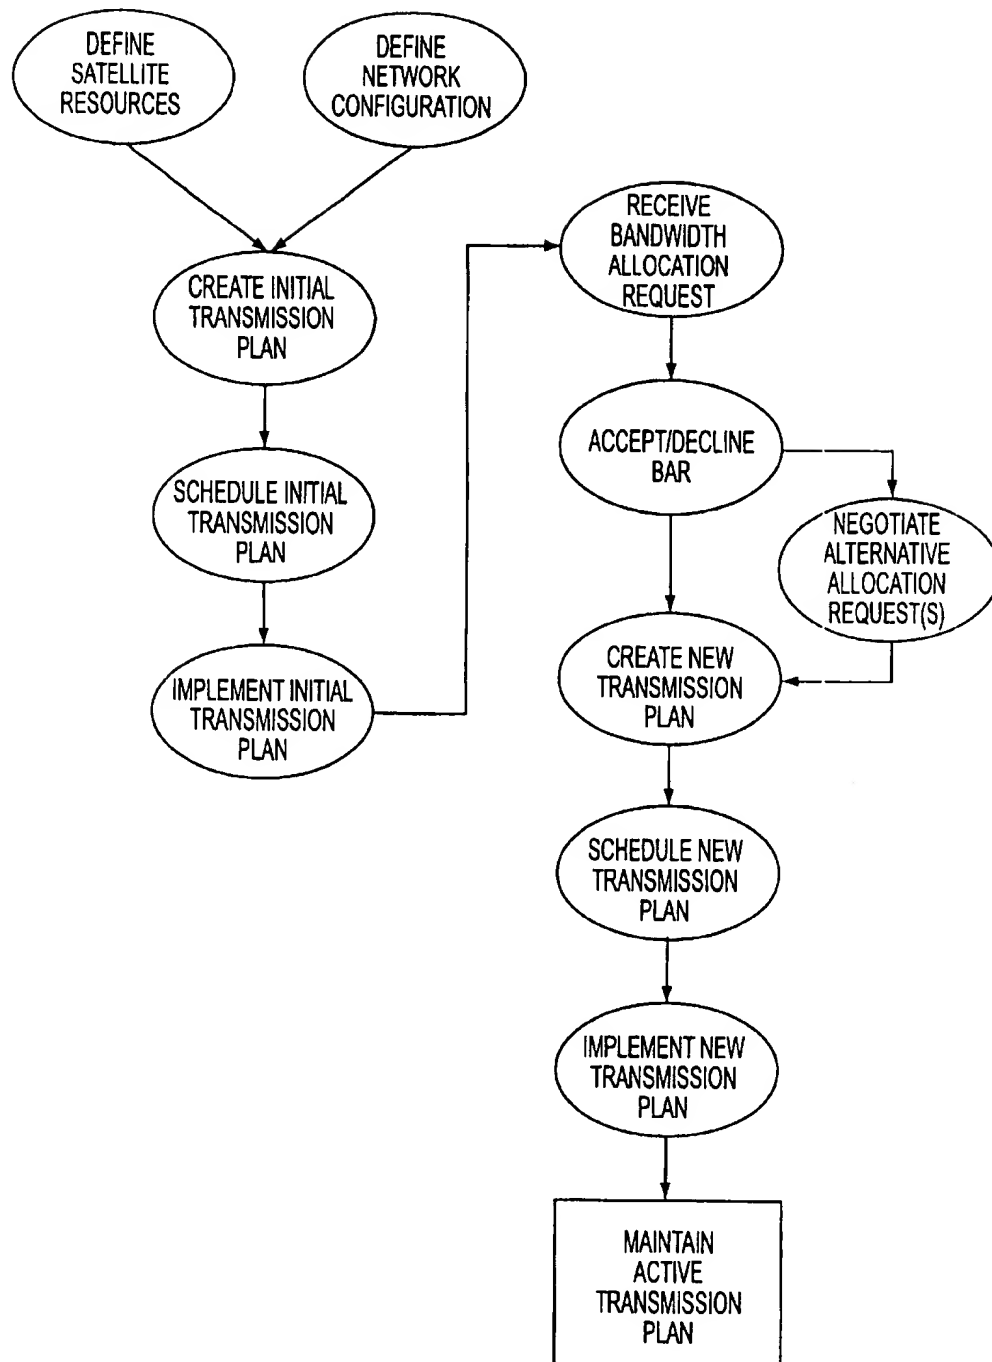 DEFINE
SATELLITE
RESOURCES
DEFINE
NETWORK
CONFIGURATION
CREATE INITIAL
TRANSMISSION
PLAN
SCHEDULE INITIAL
TRANSMISSION
PLAN
IMPLEMENT INITIAL
TRANSMISSION
PLAN
RECEIVE
BANDWIDTH
ALLOCATION
REQUEST
ACCEPT/DECLINE
BAR
NEGOTIATE
ALTERNATIVE
ALLOCATION
REQUEST(S)
CREATE NEW
TRANSMISSION
PLAN
SCHEDULE NEW
TRANSMISSION
PLAN
IMPLEMENT NEW
TRANSMISSION
PLAN
MAINTAIN
ACTIVE
TRANSMISSION
PLAN